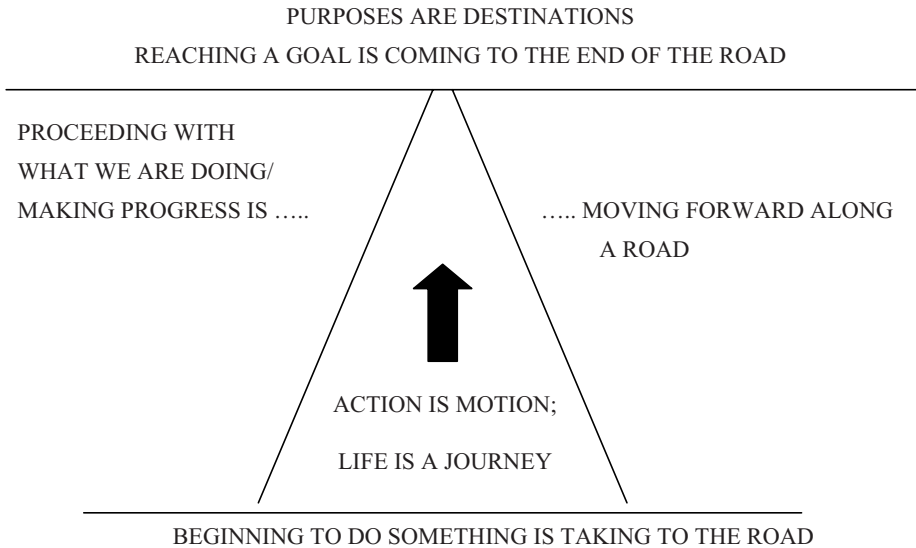 PURPOSES ARE DESTINATIONS
REACHING A GOAL IS COMING TO THE END OF THE ROAD
PROCEEDING WITH
WHAT WE ARE DOING/
MAKING PROGRESS IS …..
….. MOVING FORWARD ALONG
A ROAD
ACTION IS MOTION;
LIFE IS A JOURNEY
BEGINNING TO DO SOMETHING IS TAKING TO THE ROAD